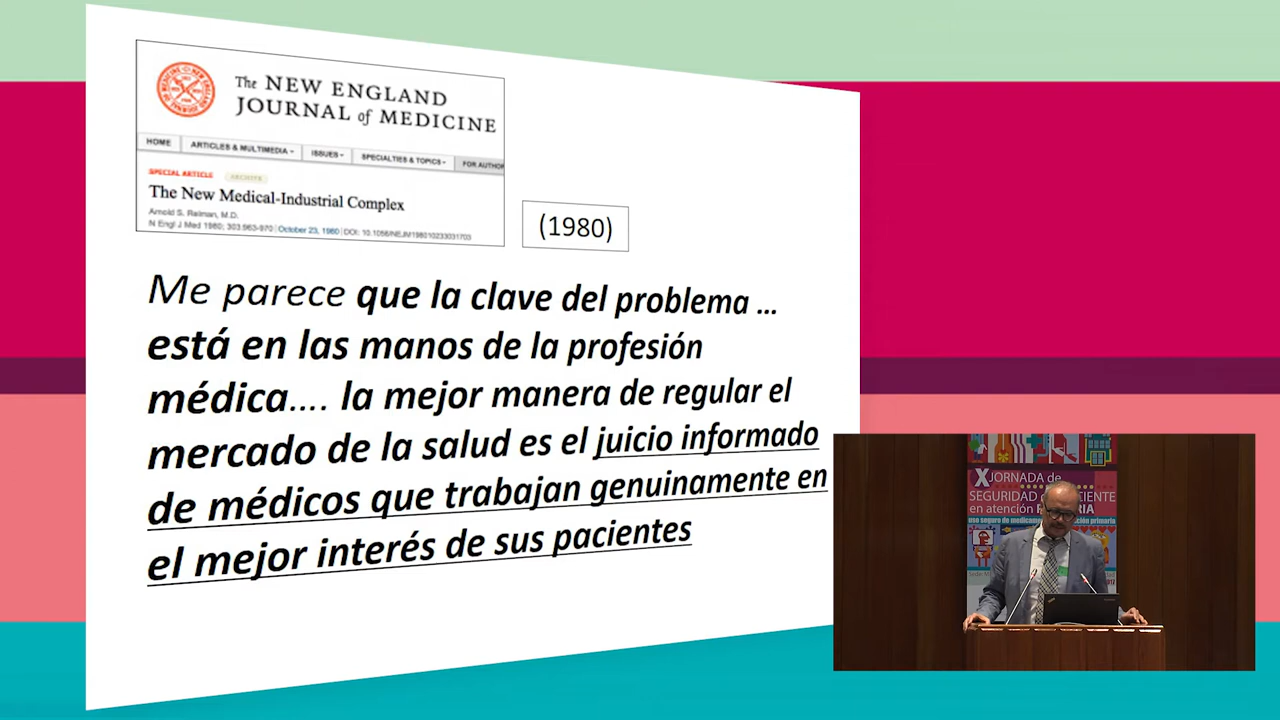 The NEW ENGLAND
JOURNAL of MEDICINE
HOME ARTICLES & MULTIMEDIA ISSUES SPECIALTIES & TOPICS FOR AUTHOR
SPECIAL ARTICLE ARCHIVE
The New Medical-Industrial Complex
Arnold S. Relman, M.D.
N Engl J Med 1980; 303:963-970 | October 23, 1980 | DOI: 10.1056/NEJM198010233031703
(1980)
Me parece que la clave del problema ...
está en las manos de la profesión
médica.... la mejor manera de regular el
mercado de la salud es el juicio informado
de médicos que trabajan genuinamente en
el mejor interés de sus pacientes
X JORNADA de
SEGURIDAD
en atención
uso seguro de
primaria